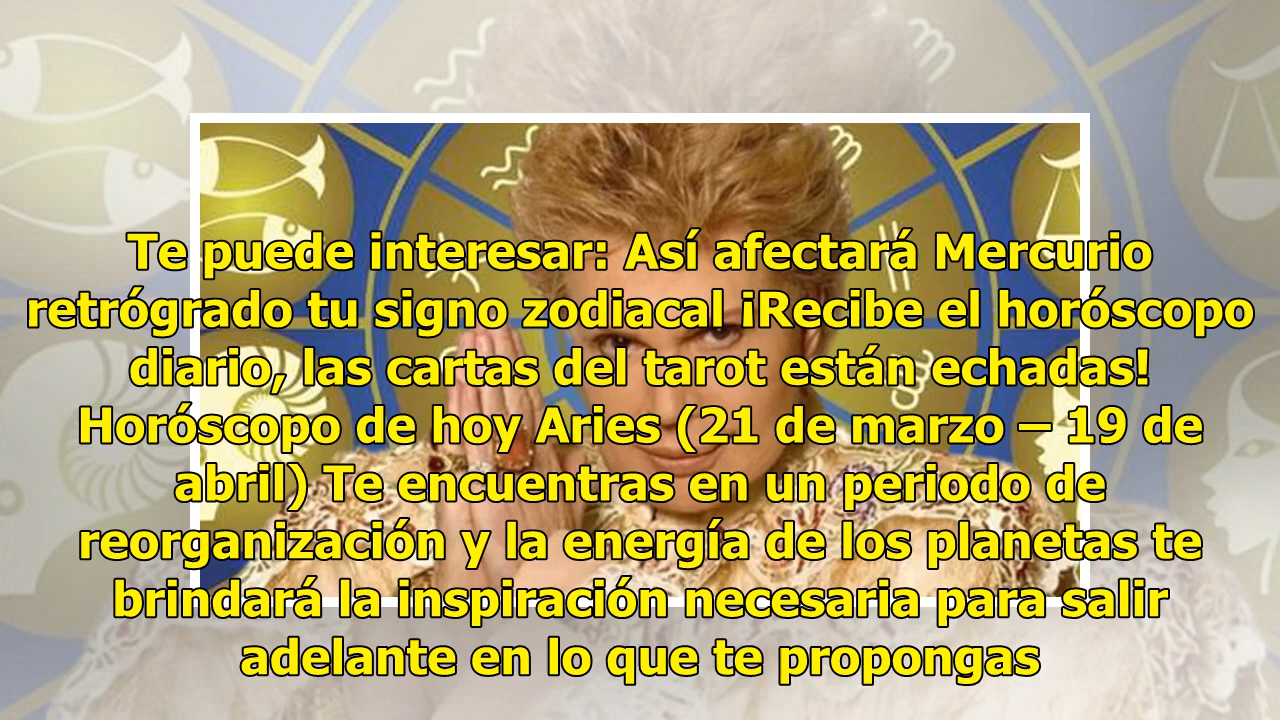 Te puede interesar: Así afectará Mercurio
retrógrado tu signo zodiacal ¡Recibe el horóscopo
diario, las cartas del tarot están echadas!
Horóscopo de hoy Aries (21 de marzo – 19 de
abril) Te encuentras en un periodo de
reorganización y la energía de los planetas te
brindará la inspiración necesaria para salir
adelante en lo que te propongas